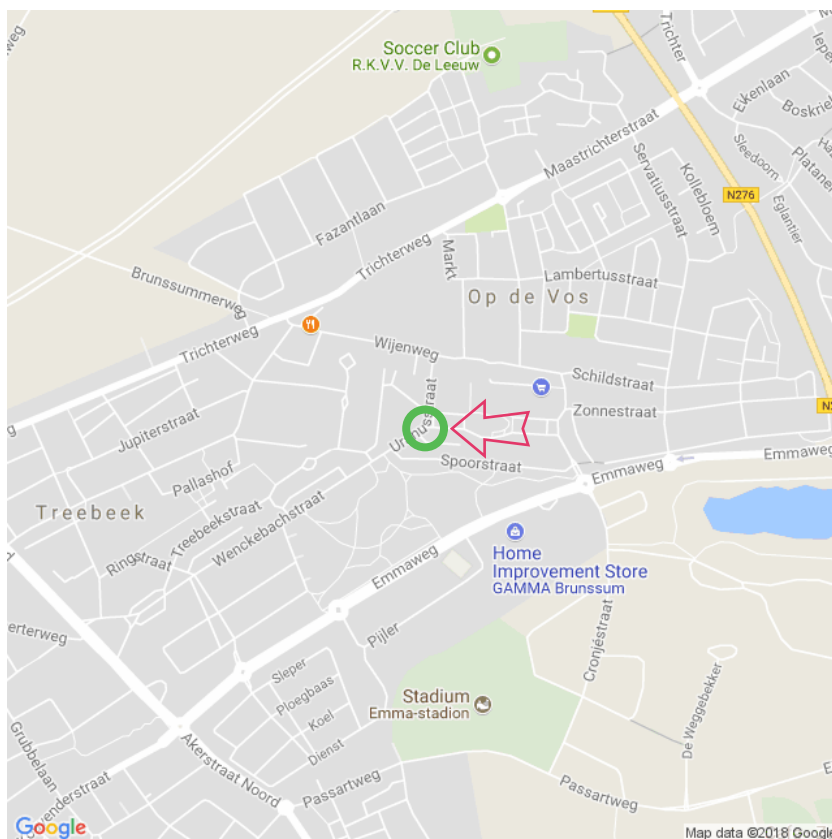 Soccer Club
R.K.V.V. De Leeuw
Trichter
Eikenlaan
Boskrie
Sleedoorn
Platane
Eglantier
N276
Maastrichterstraat
Servatiusstraat
Kollebloem
Fazantlaan
Trichterweg
Markt
Lambertusstraat
Op de Vos
Brunssummerweg
Trichterweg
Wijenweg
Schildstraat
Zonnestraat
Jupiterstraat
Spoorstraat
Emmaweg
Emmaweg
Pallashof
Treebeek
Treebeekstraat
Wenckebachstraat
Ringstraat
Emmaweg
Home
Improvement Store
GAMMA Brunssum
Cronjéstraat
Pijler
Sleper
Ploegbaas
Koel
Dienst
Stadium
Emma-stadion
De Weggebekker
Grubbelaan
Akerstraat Noord
Passartweg
Passartweg
Google
Map data ©2018 Google